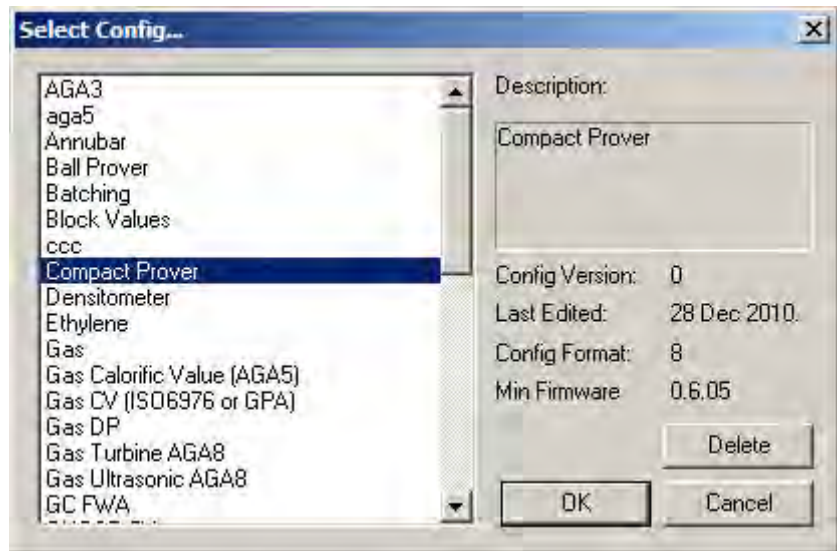 Select Config...
AGA3
aga5
Annubar
Ball Prover
Batching
Block Values
ccc
Compact Prover
Densitometer
Ethylene
Gas
Gas Calorific Value (AGA5)
Gas CV (ISO6976 or GPA)
Gas DP
Gas Turbine AGA8
Gas Ultrasonic AGA8
GC FWA
Description:
Compact Prover
Config Version: 0
Last Edited: 28 Dec 2010.
Config Format: 8
Min Firmware 0.6.05
Delete
OK Cancel